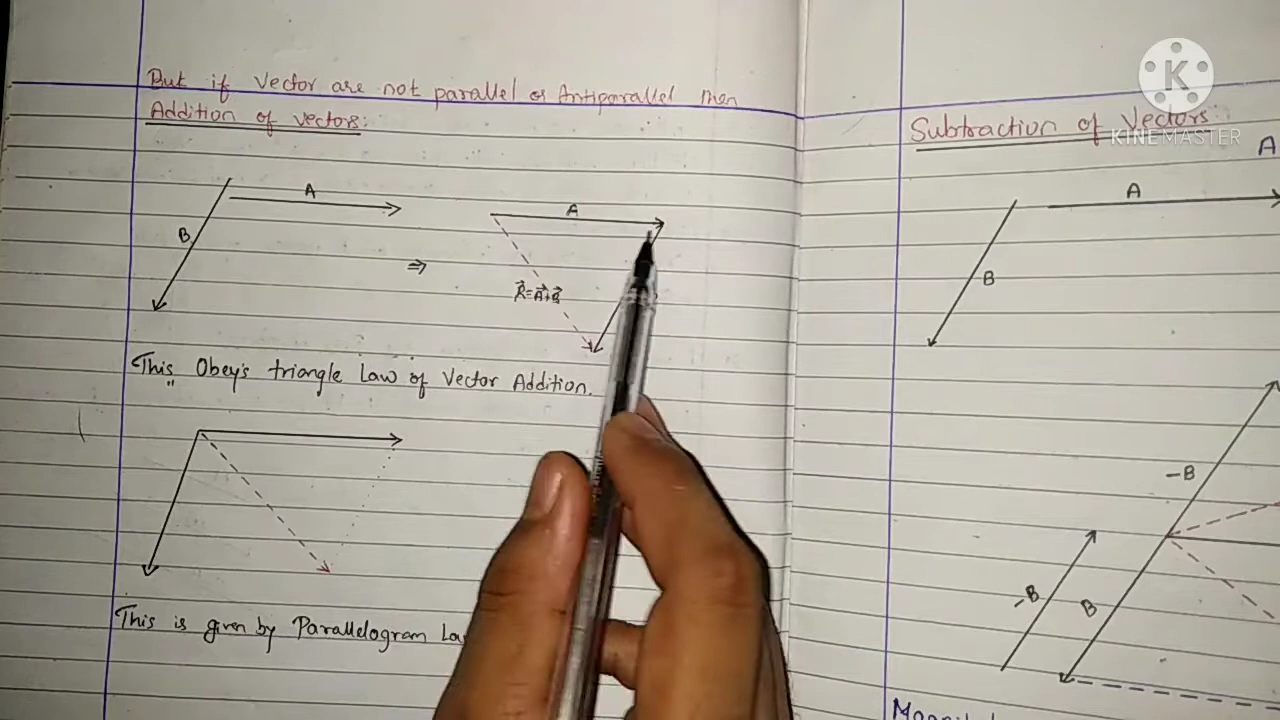 But if Vector are not parallel or Antiparallel then
Addition of vectors:
A
B
⇒
A
R⃗=A⃗+B⃗
This Obey's triangle Law of Vector Addition.
This is given by Parallelogram
K
KINEMASTER
Subtraction of Vectors:
A
A
B
-B
-B
B